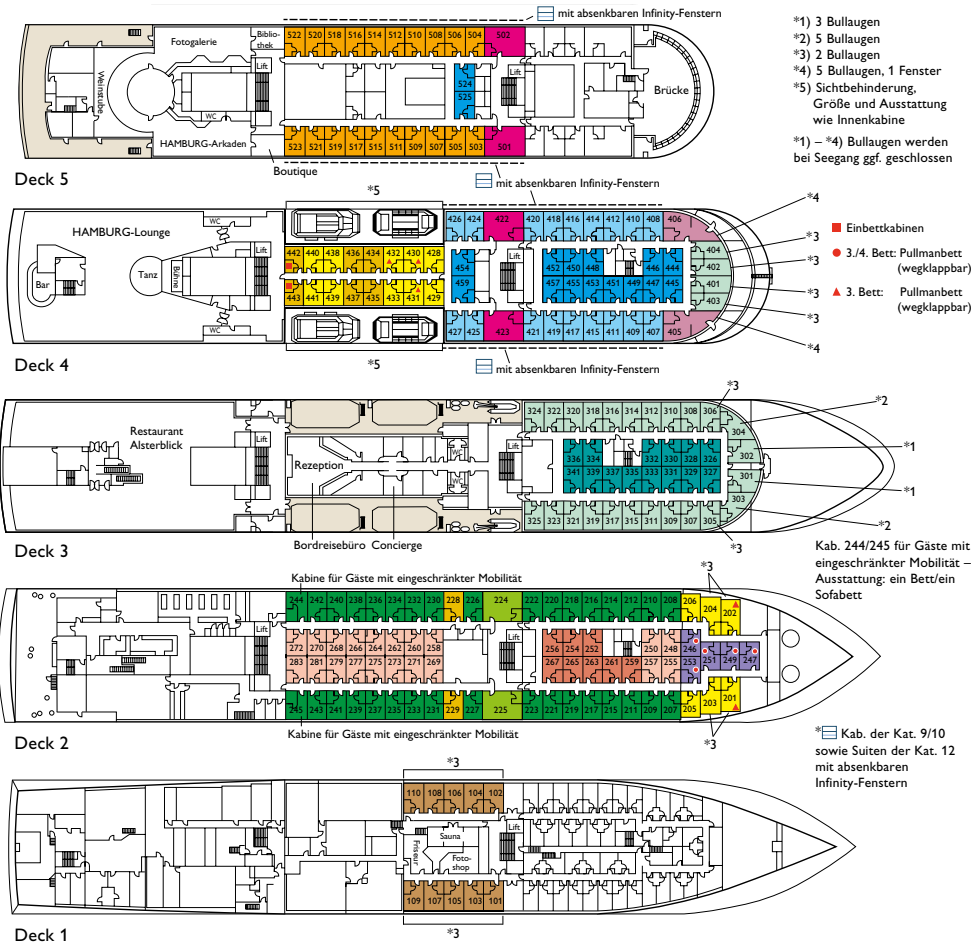 mit absenkbaren Infinity-Fenstern
*1) 3 Bullaugen
*2) 5 Bullaugen
*3) 2 Bullaugen
*4) 5 Bullaugen, 1 Fenster
*5) Sichtbehinderung,
Größe und Ausstattung
wie Innenkabine
*1) – *4) Bullaugen werden
bei Seegang ggf. geschlossen
Fotogalerie
Biblio-
thek
522 520 518 516 514 512 510 508 506 504 502
Lift
Lift
Weinstube
524
525
Brücke
WC
HAMBURG-Arkaden
523 521 519 517 515 511 509 507 505 503 501
Boutique
Deck 5
mit absenkbaren Infinity-Fenstern
*5
*4
HAMBURG-Lounge
WC
426 424 422 420 418 416 414 412 410 408 406
*3
404
Einbettkabinen
Lift
442 440 438 436 434 432 430 428
Lift
454
452 450 448 446 444
402
*3
3./4. Bett: Pullmanbett
(wegklappbar)
Bar
Tanz
Bühne
443 441 439 437 435 433 431 429
459
457 455 453 451 449 447 445
401
403
*3
3. Bett: Pullmanbett
(wegklappbar)
*3
WC
427 425 423 421 419 417 415 411 409 407 405
*4
Deck 4
*5
mit absenkbaren Infinity-Fenstern
*3
*2
Restaurant
Alsterblick
324 322 320 318 316 314 312 310 308 306
304
Lift
Lift
Rezeption
WC
336 334 332 330 328 326
302
*1
341 339 337 335 333 331 329 327
301
WC
303
*1
325 323 321 319 317 315 311 309 307 305
*2
Bordreisebüro Concierge
*3
Deck 3
Kab. 244/245 für Gäste mit
eingeschränkter Mobilität –
Ausstattung: ein Bett/ein
Sofabett
Kabine für Gäste mit eingeschränkter Mobilität
*3
244 242 240 238 236 234 232 230 228 226 224 222 220 218 216 214 212 210 208 206 204 202
Lift
Lift
272 270 268 266 264 262 260 258
256 254 252 250 248 246
283 281 279 277 275 273 271 269
267 265 263 261 259 257 255 253 251 249 247
245 243 241 239 237 235 233 231 229 227 225 223 221 219 217 215 211 209 207 205 203 201
Kabine für Gäste mit eingeschränkter Mobilität
*3
Deck 2
* Kab. der Kat. 9/10
sowie Suiten der Kat. 12
mit absenkbaren
Infinity-Fenstern
*3
110 108 106 104 102
Lift
Sauna
Lift
Friseur
Foto-
shop
109 107 105 103 101
*3
Deck 1